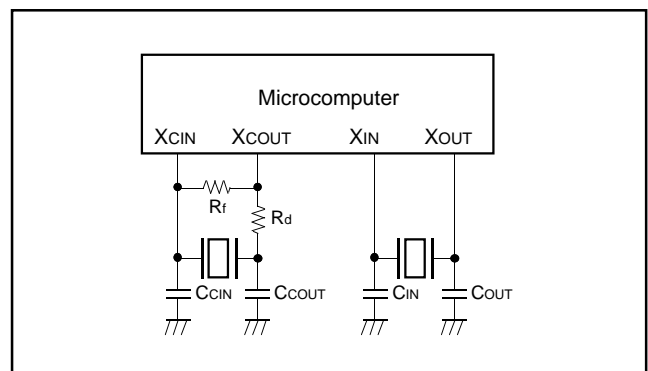 Microcomputer
XCIN XCOUT XIN XOUT
Rf
Rd
CCIN CCOUT CIN COUT